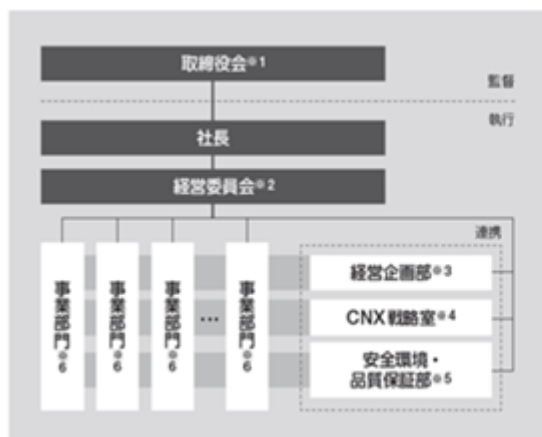 取締役会※1
監督
執行
社長
経営委員会※2
連携
事業部門※6
事業部門※6
事業部門※6
…
事業部門※6
経営企画部※3
CNX戦略室※4
安全環境・
品質保証部※5